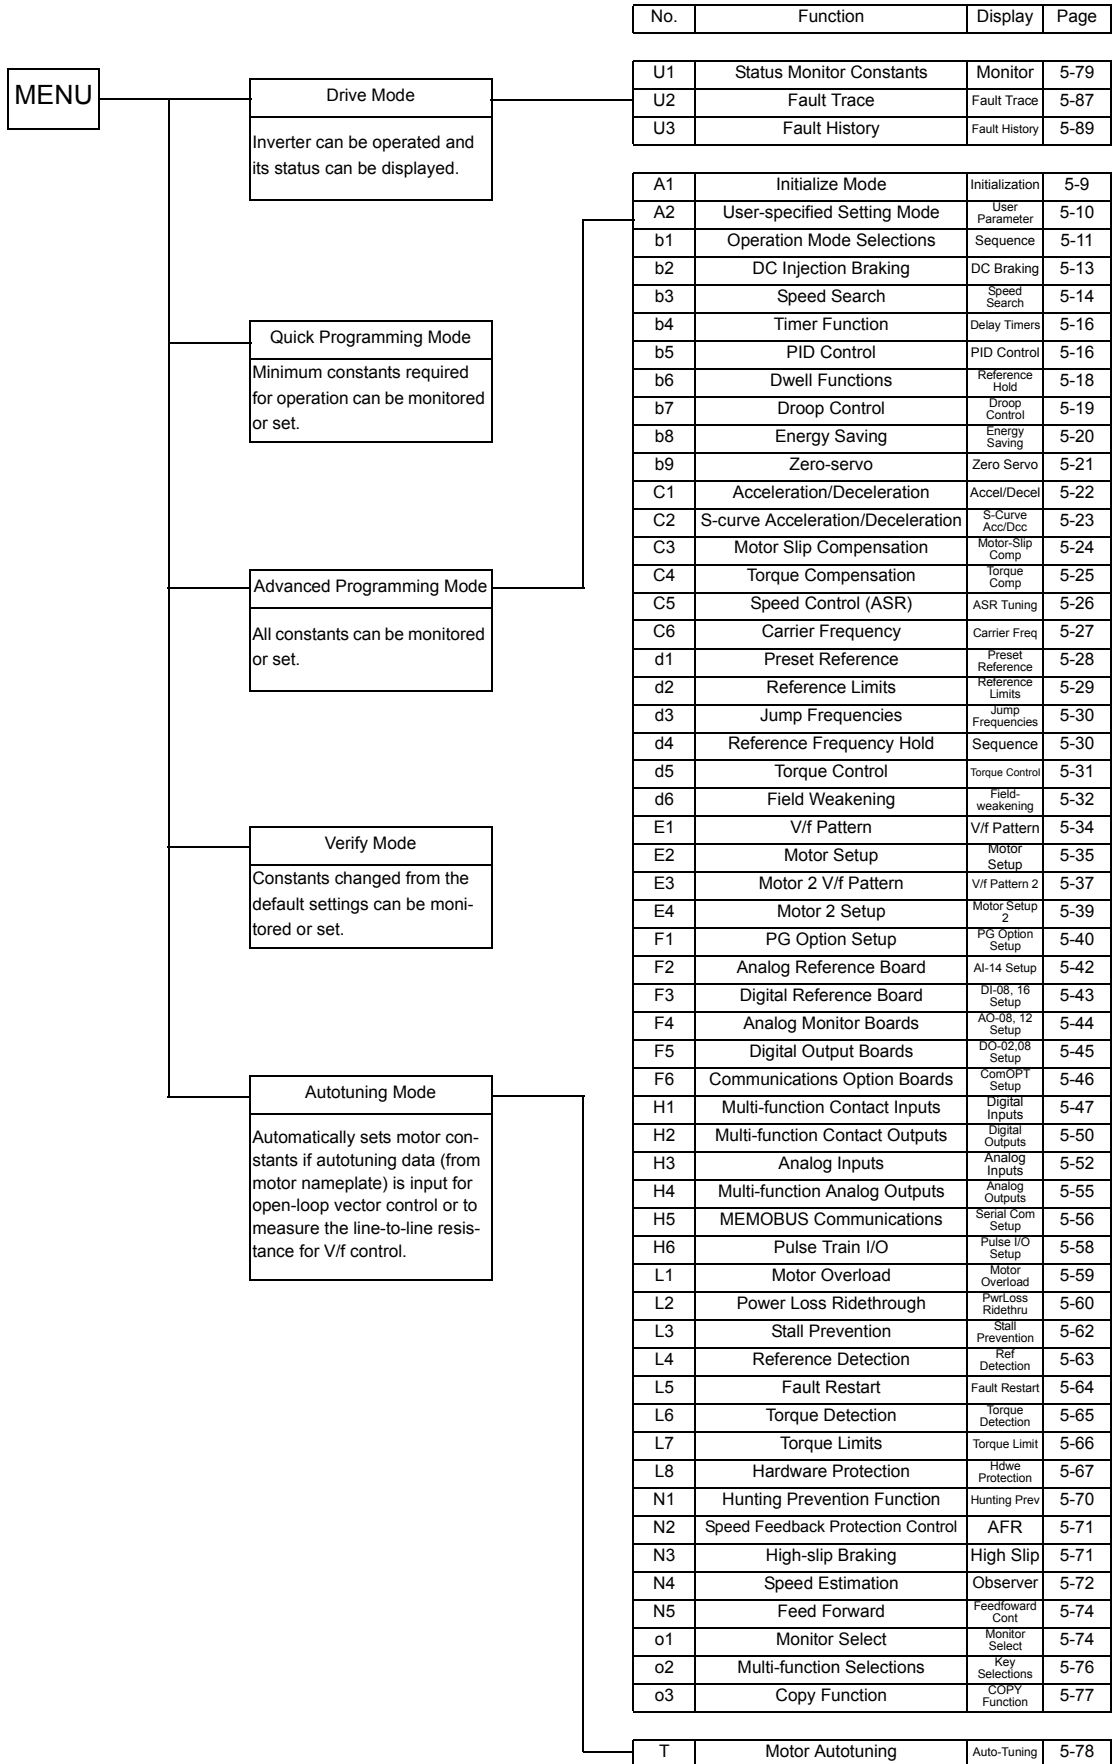 No. Function Display Page
MENU
Drive Mode
Inverter can be operated and
its status can be displayed.
Quick Programming Mode
Minimum constants required
for operation can be monitored
or set.
Advanced Programming Mode
All constants can be monitored
or set.
Verify Mode
Constants changed from the
default settings can be moni-
tored or set.
Autotuning Mode
Automatically sets motor con-
stants if autotuning data (from
motor nameplate) is input for
open-loop vector control or to
measure the line-to-line resis-
tance for V/f control.
U1 Status Monitor Constants Monitor 5-79
U2 Fault Trace Fault Trace 5-87
U3 Fault History Fault History 5-89
A1 Initialize Mode Initialization 5-9
A2 User-specified Setting Mode User Parameter 5-10
b1 Operation Mode Selections Sequence 5-11
b2 DC Injection Braking DC Braking 5-13
b3 Speed Search Speed Search 5-14
b4 Timer Function Delay Timers 5-16
b5 PID Control PID Control 5-16
b6 Dwell Functions Reference Hold 5-18
b7 Droop Control Droop Control 5-19
b8 Energy Saving Energy Saving 5-20
b9 Zero-servo Zero Servo 5-21
C1 Acceleration/Deceleration Accel/Decel 5-22
C2 S-curve Acceleration/Deceleration S-Curve Acc/Dcc 5-23
C3 Motor Slip Compensation Motor-Slip Comp 5-24
C4 Torque Compensation Torque Comp 5-25
C5 Speed Control (ASR) ASR Tuning 5-26
C6 Carrier Frequency Carrier Freq 5-27
d1 Preset Reference Preset Reference 5-28
d2 Reference Limits Reference Limits 5-29
d3 Jump Frequencies Jump Frequencies 5-30
d4 Reference Frequency Hold Sequence 5-30
d5 Torque Control Torque Control 5-31
d6 Field Weakening Field-weakening 5-32
E1 V/f Pattern V/f Pattern 5-34
E2 Motor Setup Motor Setup 5-35
E3 Motor 2 V/f Pattern V/f Pattern 2 5-37
E4 Motor 2 Setup Motor Setup 2 5-39
F1 PG Option Setup PG Option Setup 5-40
F2 Analog Reference Board AI-14 Setup 5-42
F3 Digital Reference Board DI-08, 16 Setup 5-43
F4 Analog Monitor Boards AO-08, 12 Setup 5-44
F5 Digital Output Boards DO-02,08 Setup 5-45
F6 Communications Option Boards ComOPT Setup 5-46
H1 Multi-function Contact Inputs Digital Inputs 5-47
H2 Multi-function Contact Outputs Digital Outputs 5-50
H3 Analog Inputs Analog Inputs 5-52
H4 Multi-function Analog Outputs Analog Outputs 5-55
H5 MEMOBUS Communications Serial Com Setup 5-56
H6 Pulse Train I/O Pulse I/O Setup 5-58
L1 Motor Overload Motor Overload 5-59
L2 Power Loss Ridethrough PwrLoss Ridethru 5-60
L3 Stall Prevention Stall Prevention 5-62
L4 Reference Detection Ref Detection 5-63
L5 Fault Restart Fault Restart 5-64
L6 Torque Detection Torque Detection 5-65
L7 Torque Limits Torque Limit 5-66
L8 Hardware Protection Hdwe Protection 5-67
N1 Hunting Prevention Function Hunting Prev 5-70
N2 Speed Feedback Protection Control AFR 5-71
N3 High-slip Braking High Slip 5-71
N4 Speed Estimation Observer 5-72
N5 Feed Forward Feedfoward Cont 5-74
o1 Monitor Select Monitor Select 5-74
o2 Multi-function Selections Key Selections 5-76
o3 Copy Function COPY Function 5-77
T Motor Autotuning Auto-Tuning 5-78